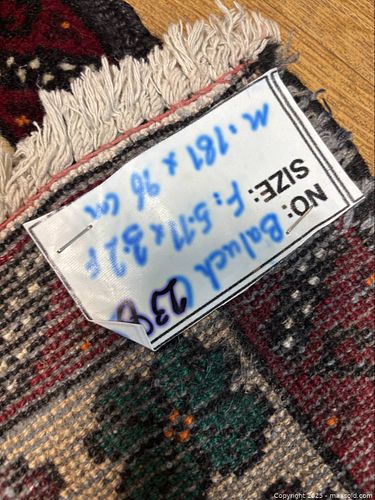 NO: Baluch 238
SIZE: F: 5.11 x 3.2 F
M. 181 x 96 cm
Copyright 2025 - maxsold.com